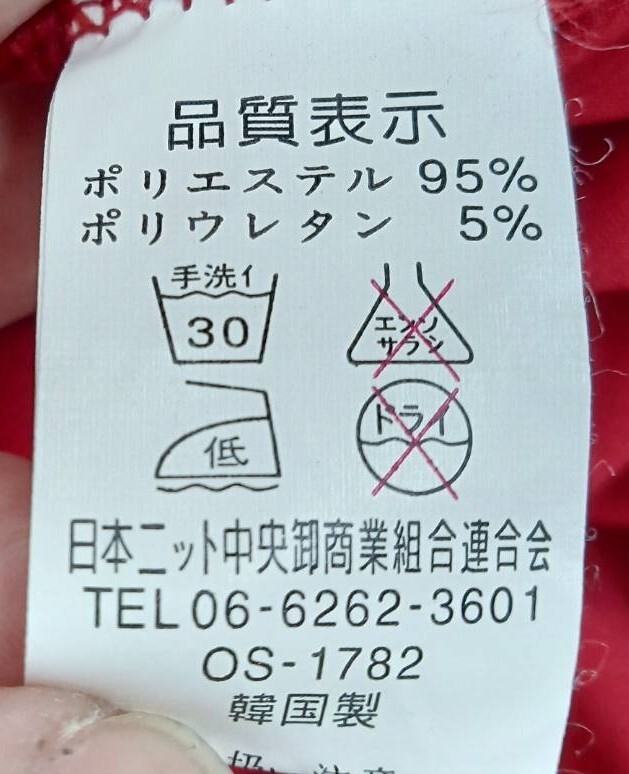 品質表示
ポリエステル 95%
ポリウレタン 5%
手洗イ
30
エンソ
サラシ
低
ドライ
日本ニット中央卸商業組合連合会
TEL 06-6262-3601
OS-1782
韓国製